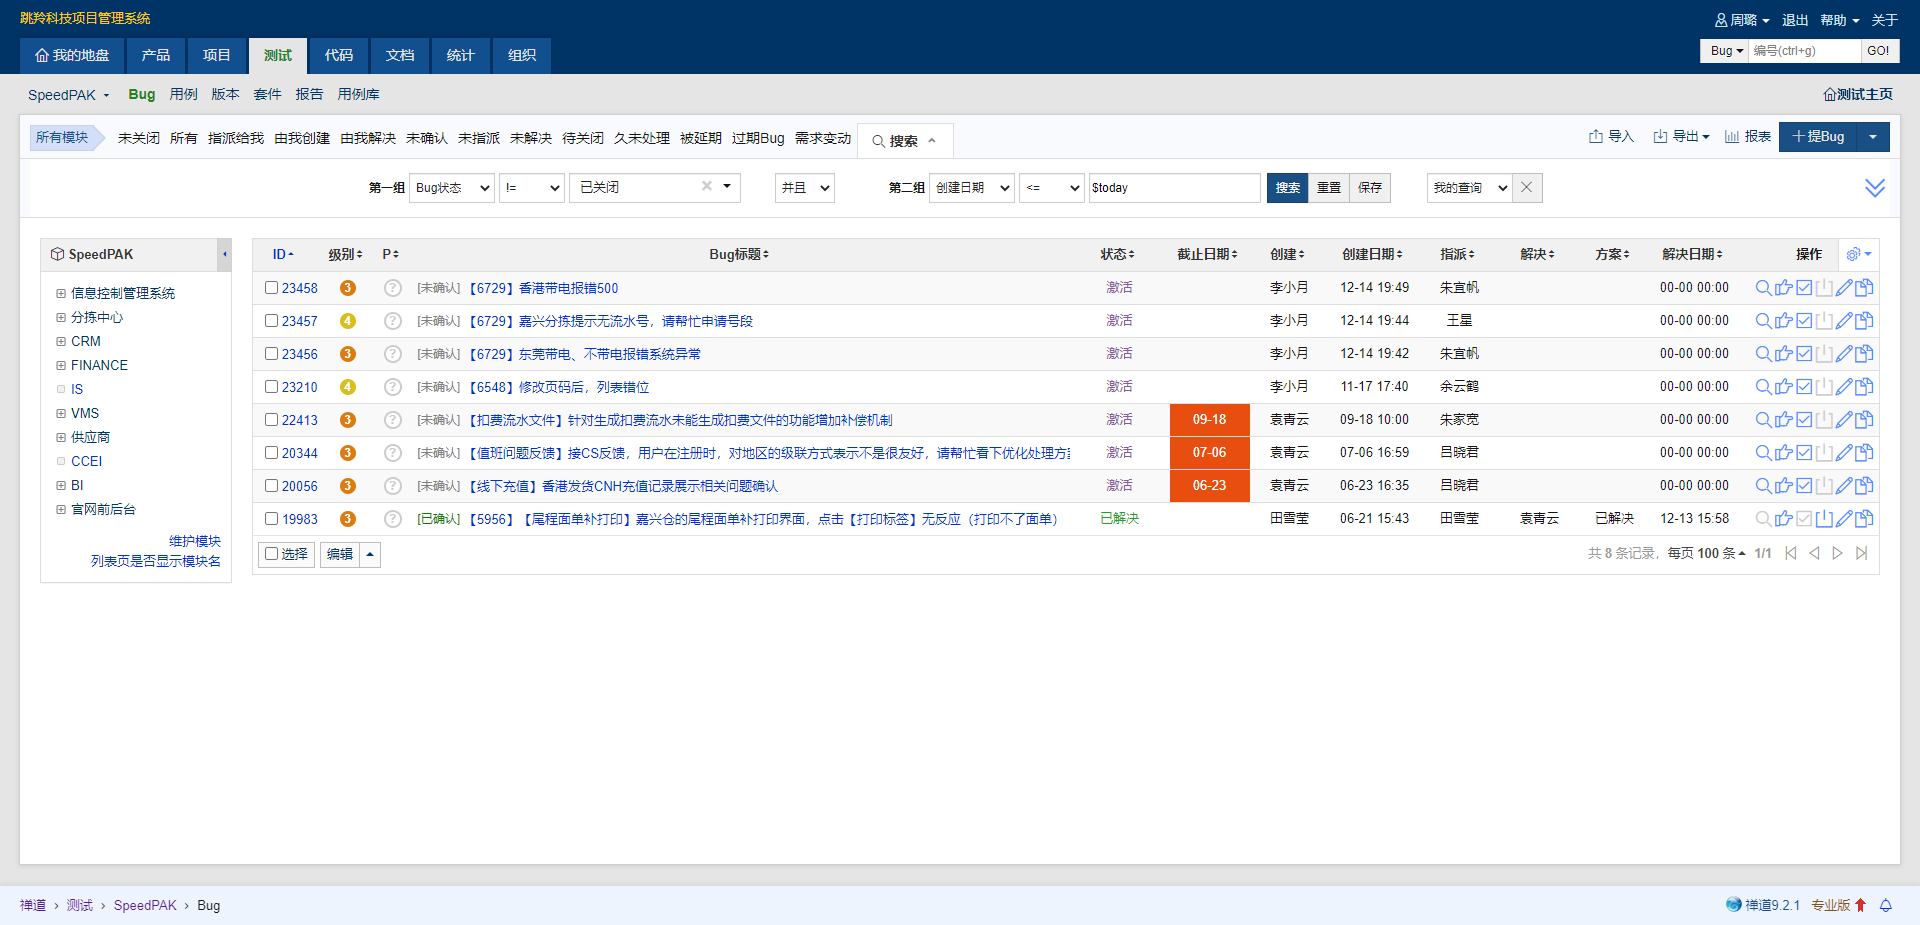 跳羚科技项目管理系统
周璐 退出 帮助 关于
我的地盘 产品 项目 测试 代码 文档 统计 组织
Bug 编号(ctrl+g) GO!
SpeedPAK Bug 用例 版本 套件 报告 用例库 测试主页
所有模块 未关闭 所有 指派给我 由我创建 由我解决 未确认 未指派 未解决 待关闭 久未处理 被延期 过期Bug 需求变动 搜索 导入 导出 报表 提Bug
第一组 Bug状态 != 已关闭 并且 第二组 创建日期 <= $today 搜索 重置 保存 我的查询
SpeedPAK
信息控制管理系统
分拣中心
CRM
FINANCE
IS
VMS
供应商
CCEI
BI
官网前后台
维护模块
列表页是否显示模块名
ID 级别 P Bug标题 状态 截止日期 创建 创建日期 指派 解决 方案 解决日期 操作
23458 3 ? [未确认] 【6729】香港带电报错500 激活 李小月 12-14 19:49 朱宜帆 00-00 00:00
23457 4 ? [未确认] 【6729】嘉兴分拣提示无流水号，请帮忙申请号段 激活 李小月 12-14 19:44 王星 00-00 00:00
23456 3 ? [未确认] 【6729】东莞带电、不带电报错系统异常 激活 李小月 12-14 19:42 朱宜帆 00-00 00:00
23210 4 ? [未确认] 【6548】修改页码后，列表错位 激活 李小月 11-17 17:40 余云鹤 00-00 00:00
22413 3 ? [未确认] 【扣费流水文件】针对生成扣费流水未能生成扣费文件的功能增加补偿机制 激活 09-18 袁青云 09-18 10:00 朱家宽 00-00 00:00
20344 3 ? [未确认] 【值班问题反馈】接CS反馈，用户在注册时，对地区的级联方式表示不是很友好，请帮忙看下优化处理方 激活 07-06 袁青云 07-06 16:59 吕晓君 00-00 00:00
20056 3 ? [未确认] 【线下充值】香港发货CNH充值记录展示相关问题确认 激活 06-23 袁青云 06-23 16:35 吕晓君 00-00 00:00
19983 3 ? [已确认] 【5956】【尾程面单补打印】嘉兴仓的尾程面单补打印界面，点击【打印标签】无反应（打印不了面单） 已解决 田雪莹 06-21 15:43 田雪莹 袁青云 已解决 12-13 15:58
选择 编辑 共 8 条记录，每页 100 条 1/1
禅道 › 测试 › SpeedPAK › Bug 禅道9.2.1 专业版